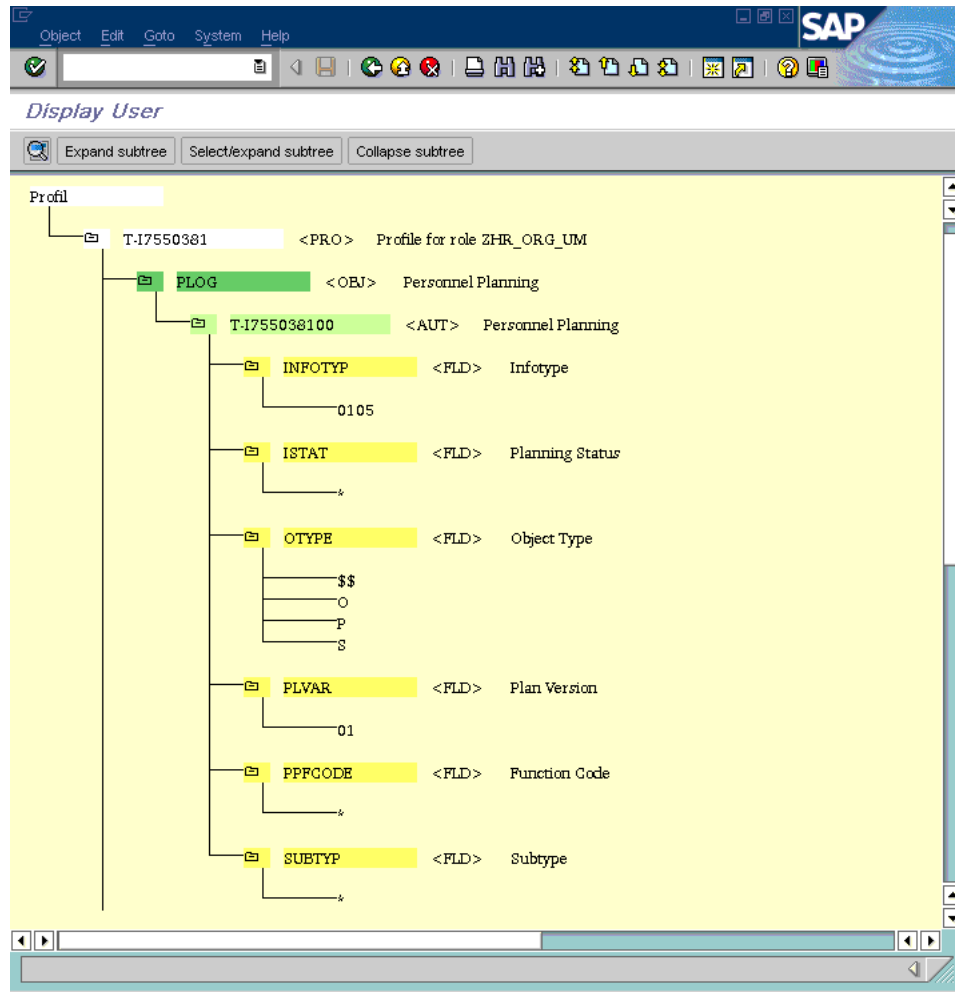 Object Edit Goto System Help
SAP
Display User
Expand subtree Select/expand subtree Collapse subtree
Profil
T-I7550381 <PRO> Profile for role ZHR_ORG_UM
PLOG <OBJ> Personnel Planning
T-I755038100 <AUT> Personnel Planning
INFOTYP <FLD> Infotype
0105
ISTAT <FLD> Planning Status
*
OTYPE <FLD> Object Type
$$
O
P
S
PLVAR <FLD> Plan Version
01
PPFCODE <FLD> Function Code
*
SUBTYP <FLD> Subtype
*